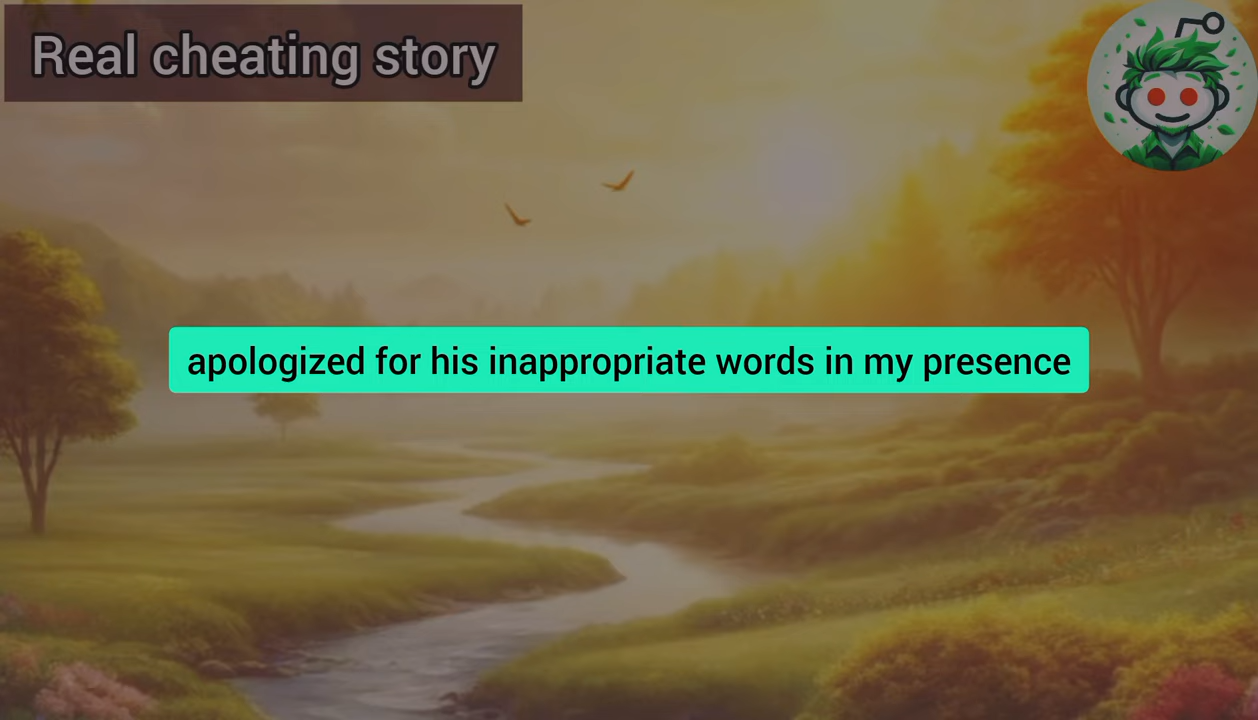 Real cheating story
apologized for his inappropriate words in my presence